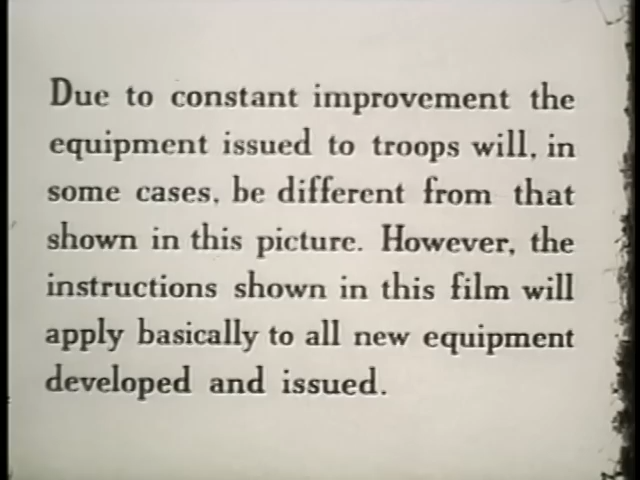 Due to constant improvement the
equipment issued to troops will, in
some cases, be different from that
shown in this picture. However, the
instructions shown in this film will
apply basically to all new equipment
developed and issued.